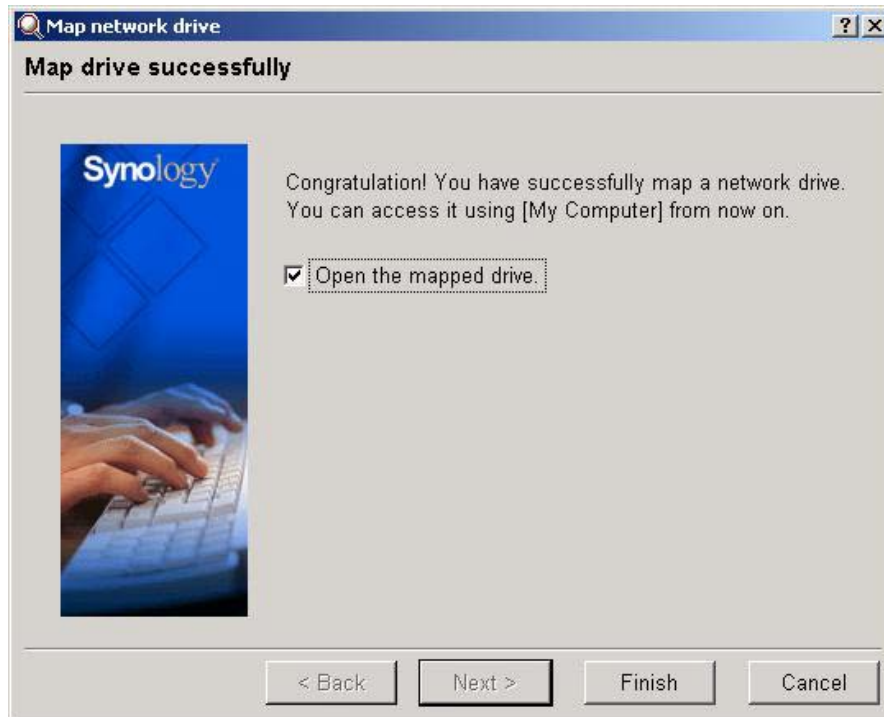 Map network drive
Map drive successfully
Synology
Congratulation! You have successfully map a network drive.
You can access it using [My Computer] from now on.
Open the mapped drive.
< Back Next > Finish Cancel